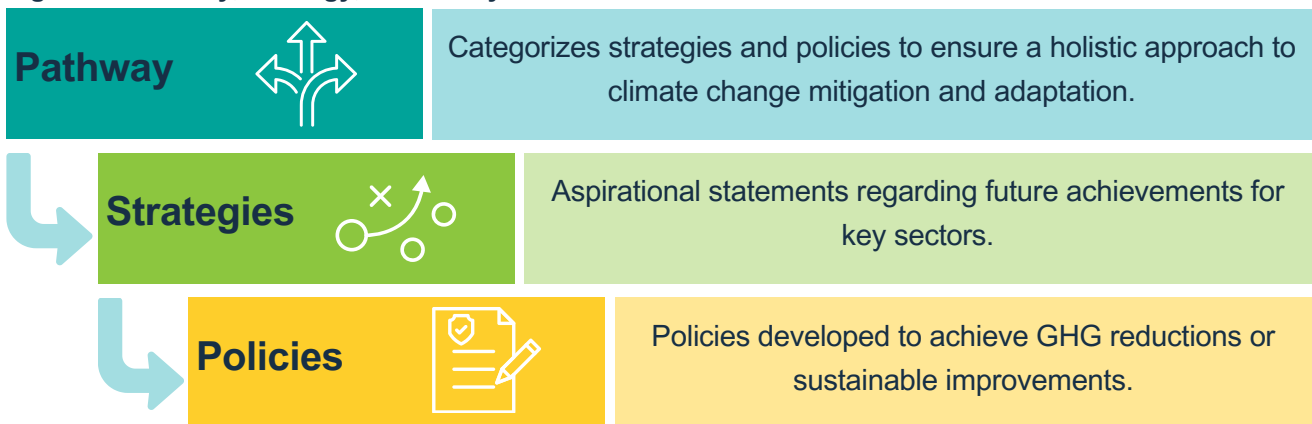 Pathway
Categorizes strategies and policies to ensure a holistic approach to
climate change mitigation and adaptation.
Strategies
Aspirational statements regarding future achievements for
key sectors.
Policies
Policies developed to achieve GHG reductions or
sustainable improvements.